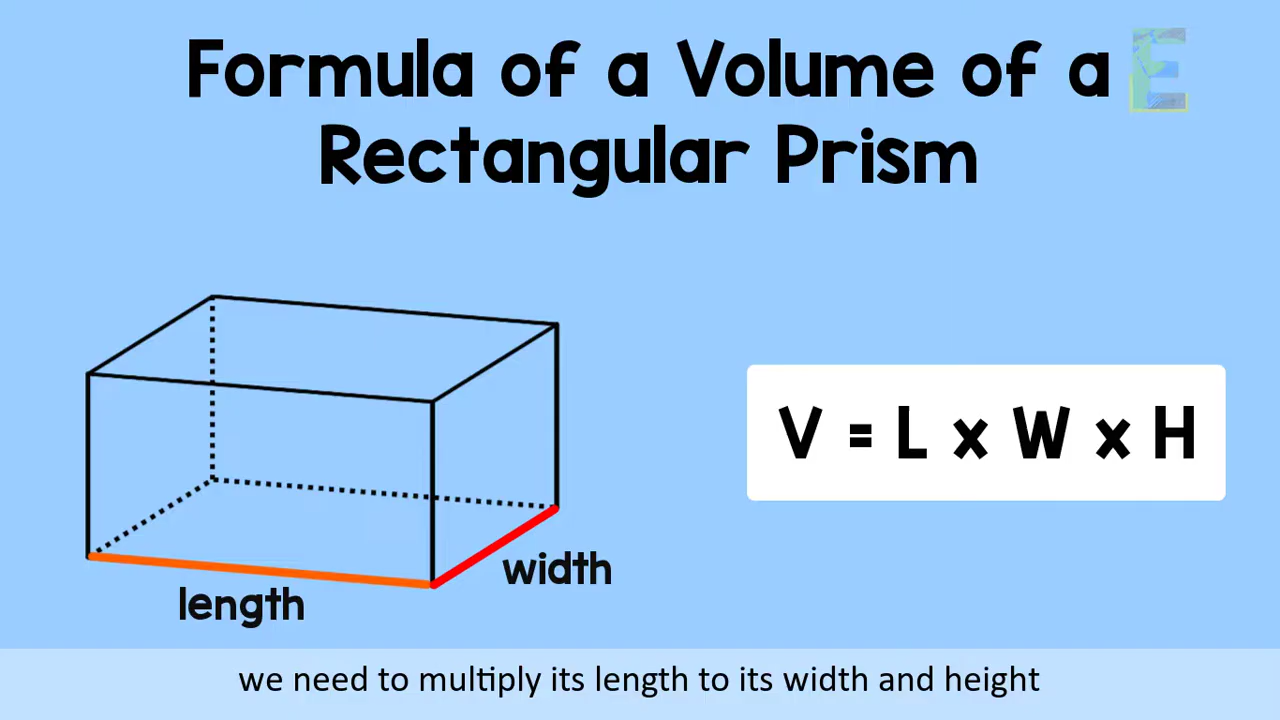 Formula of a Volume of a E
Rectangular Prism
V = L x W x H
width
length
we need to multiply its length to its width and height